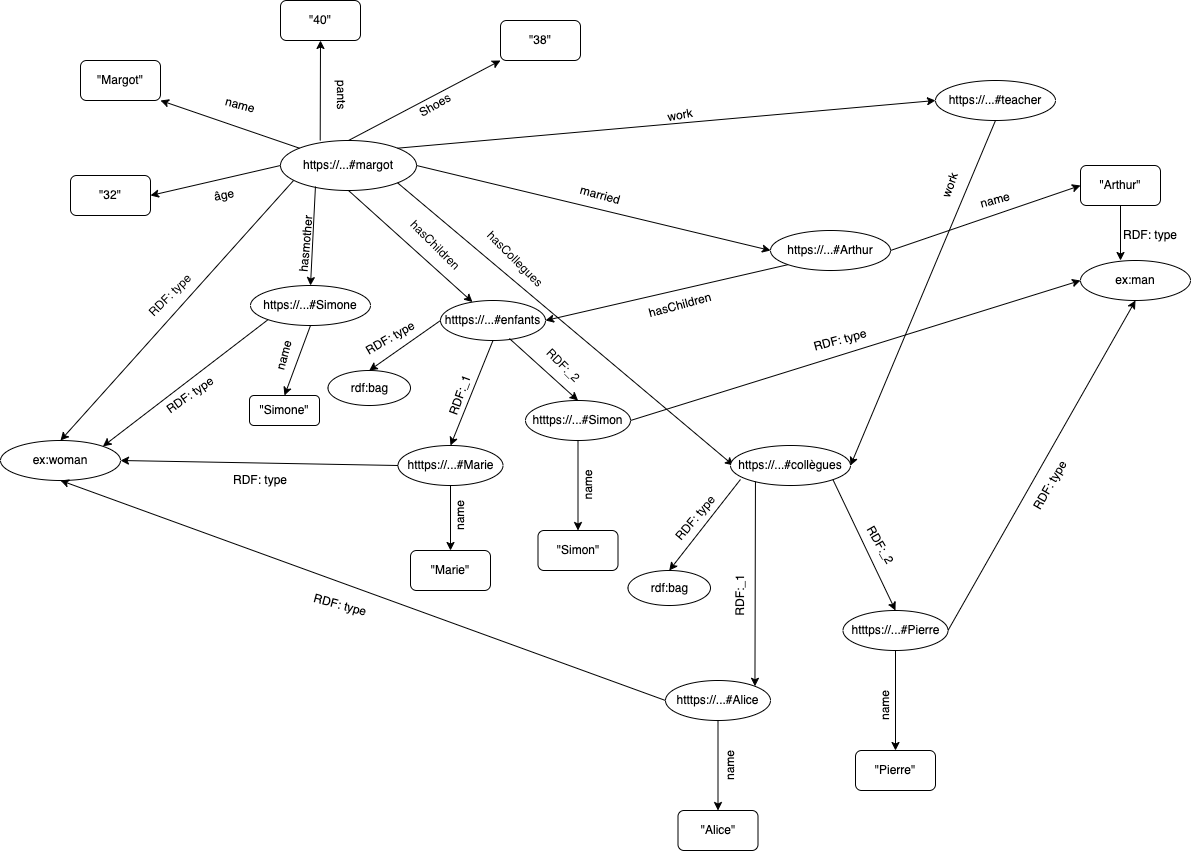 "40"
"38"
"Margot"
pants
name
Shoes
https://...#teacher
work
https://...#margot
"32"
âge
married
work
"Arthur"
name
hasmother
hasChildren
hasCollegues
RDF: type
https://...#Arthur
RDF: type
ex:man
https://...#Simone
htttps://...#enfants
hasChildren
name
RDF: type
RDF:_2
RDF: type
rdf:bag
RDF: type
RDF:_1
"Simone"
htttps://...#Simon
ex:woman
htttps://...#Marie
https://...#collègues
RDF: type
name
RDF: type
name
RDF: type
RDF:_2
"Simon"
"Marie"
rdf:bag
RDF:_1
RDF: type
htttps://...#Pierre
htttps://...#Alice
name
name
"Pierre"
"Alice"